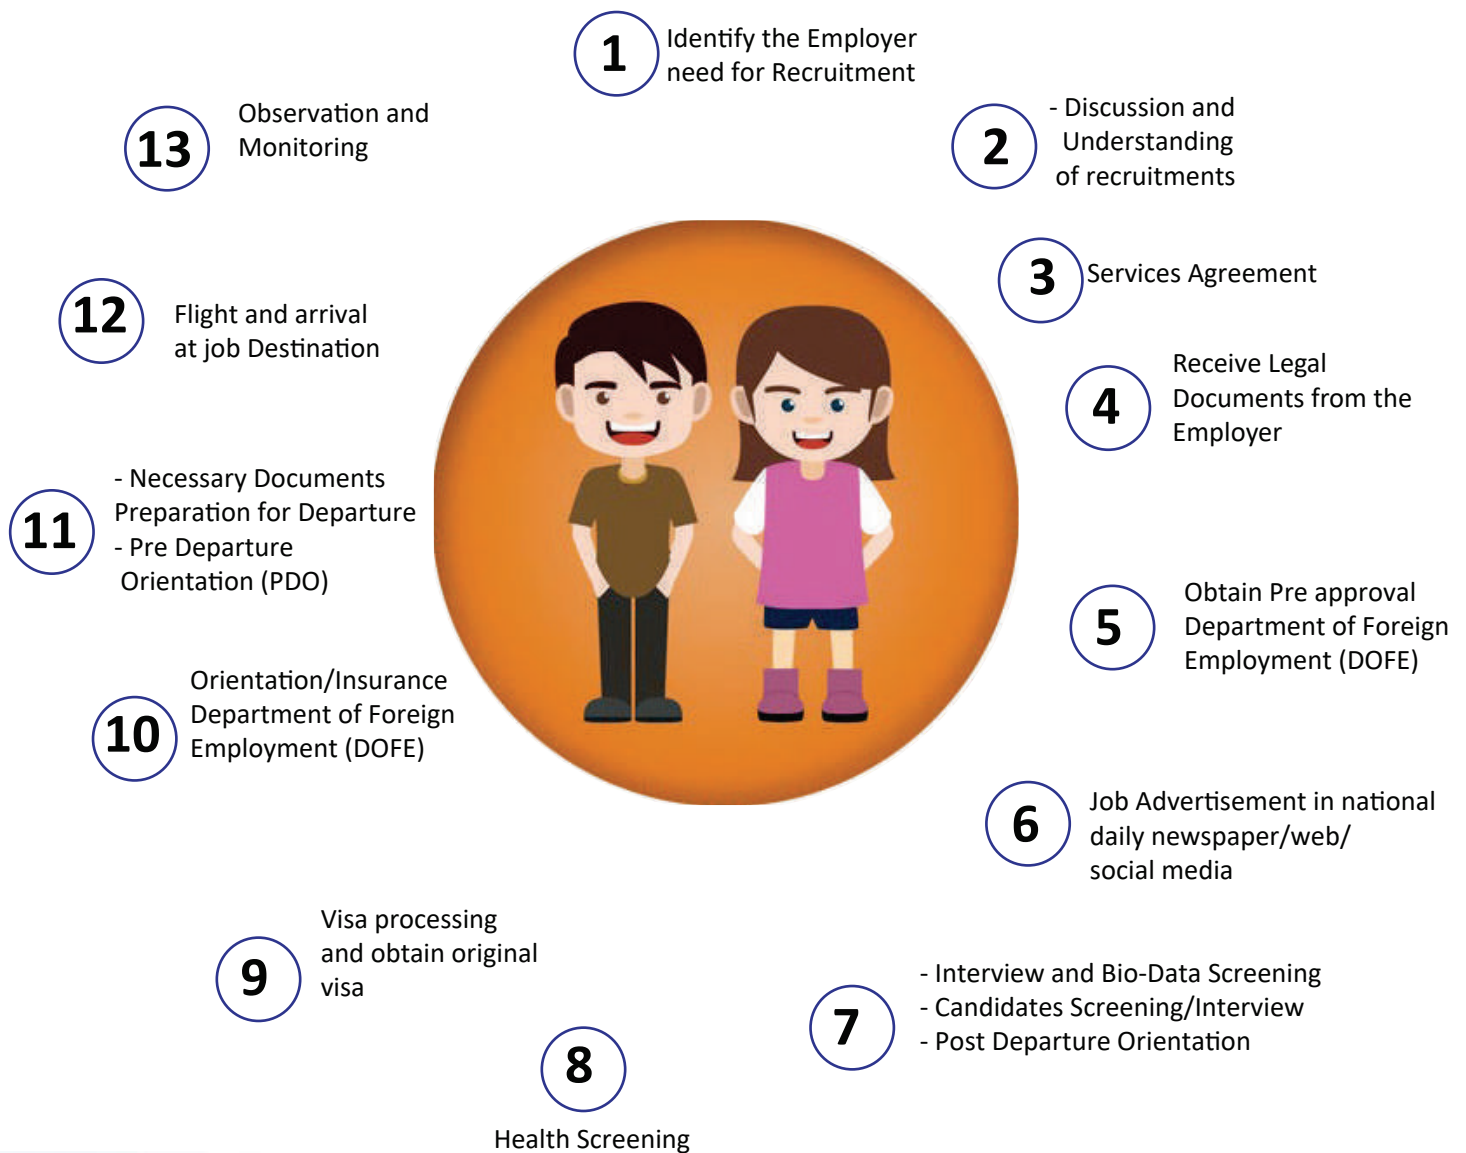 1
Identify the Employer
need for Recruitment
2
- Discussion and
Understanding
of recruitments
3
Services Agreement
4
Receive Legal
Documents from the
Employer
5
Obtain Pre approval
Department of Foreign
Employment (DOFE)
6
Job Advertisement in national
daily newspaper/web/
social media
7
- Interview and Bio-Data Screening
- Candidates Screening/Interview
- Post Departure Orientation
8
Health Screening
9
Visa processing
and obtain original
visa
10
Orientation/Insurance
Department of Foreign
Employment (DOFE)
11
- Necessary Documents
Preparation for Departure
- Pre Departure
Orientation (PDO)
12
Flight and arrival
at job Destination
13
Observation and
Monitoring